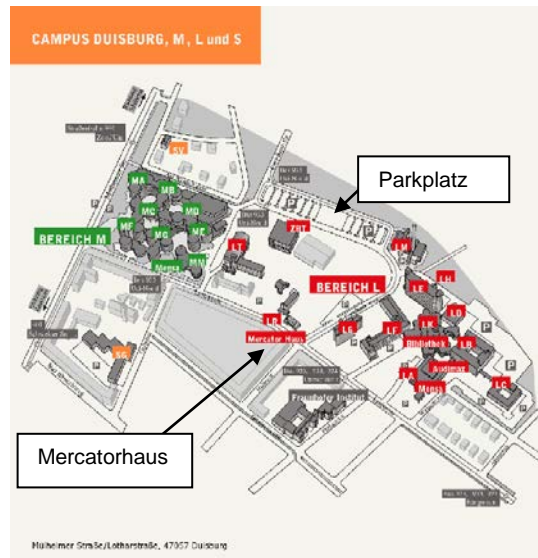 CAMPUS DUISBURG, M, L und S
Parkplatz
SV
MA
MB
MC
MD
MF
MG
ME
BEREICH M
Mensa
MM
ZBT
LT
LM
BEREICH L
LE
LH
LR
Mercator Haus
LG
LF
LK
LD
Bibliothek
LB
Audimax
LA
Mensa
LC
SG
Fraunhofer Institut
Mercatorhaus
Mülheimer Straße/Lotharstraße, 47057 Duisburg